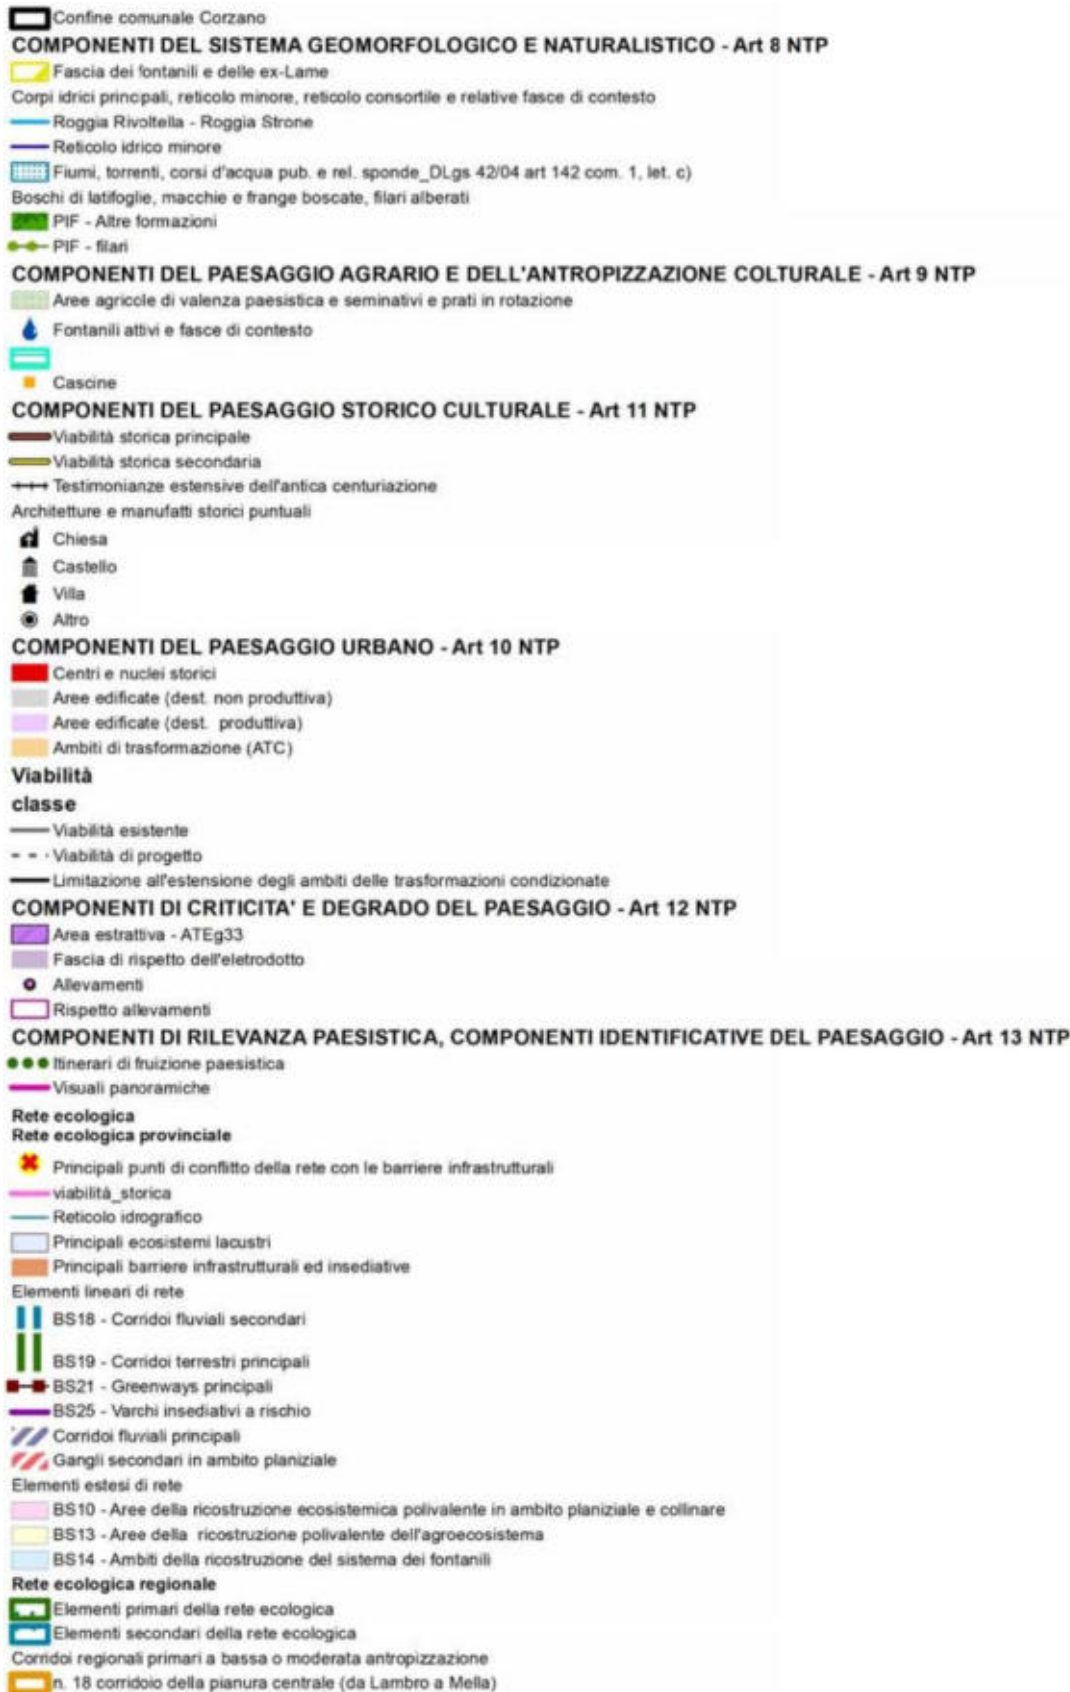 Confine comunale Corzano
COMPONENTI DEL SISTEMA GEOMORFOLOGICO E NATURALISTICO - Art 8 NTP
Fascia dei fontanili e delle ex-Lame
Corpi idrici principali, reticolo minore, reticolo consortile e relative fasce di contesto
Roggia Rivoltella - Roggia Strone
Reticolo idrico minore
Fiumi, torrenti, corsi d'acqua pub. e rel. sponde_DLgs 42/04 art 142 com. 1, let. c)
Boschi di latifoglie, macchie e frange boscate, filari alberati
PIF - Altre formazioni
PIF - filari
COMPONENTI DEL PAESAGGIO AGRARIO E DELL'ANTROPIZZAZIONE COLTURALE - Art 9 NTP
Aree agricole di valenza paesistica e seminativi e prati in rotazione
Fontanili attivi e fasce di contesto
Cascine
COMPONENTI DEL PAESAGGIO STORICO CULTURALE - Art 11 NTP
Viabilità storica principale
Viabilità storica secondaria
Testimonianze estensive dell'antica centuriazione
Architetture e manufatti storici puntuali
Chiesa
Castello
Villa
Altro
COMPONENTI DEL PAESAGGIO URBANO - Art 10 NTP
Centri e nuclei storici
Aree edificate (dest. non produttiva)
Aree edificate (dest. produttiva)
Ambiti di trasformazione (ATC)
Viabilità
classe
Viabilità esistente
Viabilità di progetto
Limitazione all'estensione degli ambiti delle trasformazioni condizionate
COMPONENTI DI CRITICITA' E DEGRADO DEL PAESAGGIO - Art 12 NTP
Area estrattiva - ATEg33
Fascia di rispetto dell'eletrodotto
Allevamenti
Rispetto allevamenti
COMPONENTI DI RILEVANZA PAESISTICA, COMPONENTI IDENTIFICATIVE DEL PAESAGGIO - Art 13 NTP
Itinerari di fruizione paesistica
Visuali panoramiche
Rete ecologica
Rete ecologica provinciale
Principali punti di conflitto della rete con le barriere infrastrutturali
viabilità_storica
Reticolo idrografico
Principali ecosistemi lacustri
Principali barriere infrastrutturali ed insediative
Elementi lineari di rete
BS18 - Corridoi fluviali secondari
BS19 - Corridoi terrestri principali
BS21 - Greenways principali
BS25 - Varchi insediativi a rischio
Corridoi fluviali principali
Gangli secondari in ambito planiziale
Elementi estesi di rete
BS10 - Aree della ricostruzione ecosistemica polivalente in ambito planiziale e collinare
BS13 - Aree della ricostruzione polivalente dell'agroecosistema
BS14 - Ambiti della ricostruzione del sistema dei fontanili
Rete ecologica regionale
Elementi primari della rete ecologica
Elementi secondari della rete ecologica
Corridoi regionali primari a bassa o moderata antropizzazione
n. 18 corridoio della pianura centrale (da Lambro a Mella)